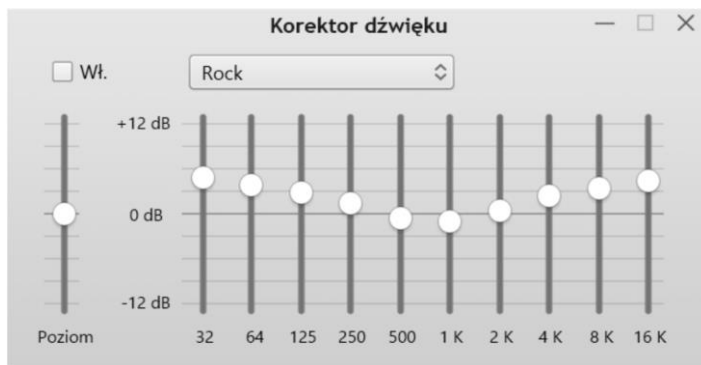 Korektor dźwięku
Wł.
Rock
+12 dB
0 dB
-12 dB
Poziom 32 64 125 250 500 1 K 2 K 4 K 8 K 16 K